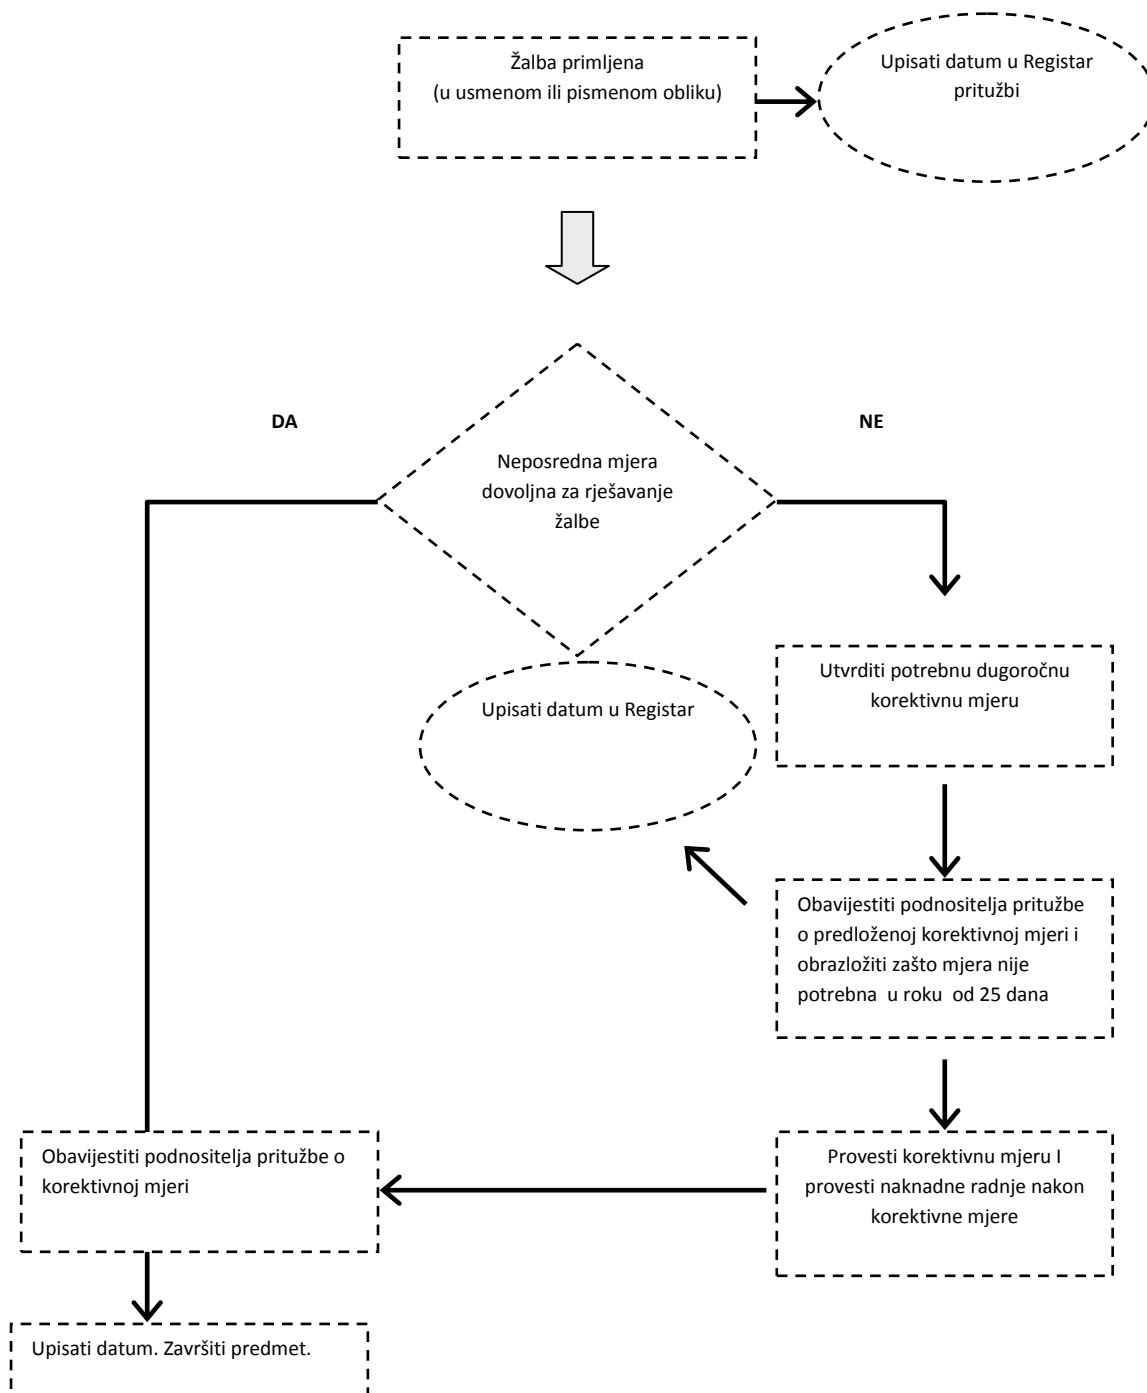 Žalba primljena
(u usmenom ili pismenom obliku)
Upisati datum u Registar
pritužbi
DA
NE
Neposredna mjera
dovoljna za rješavanje
žalbe
Utvrditi potrebnu dugoročnu
korektivnu mjeru
Upisati datum u Registar
Obavijestiti podnositelja pritužbe
o predloženoj korektivnoj mjeri i
obrazložiti zašto mjera nije
potrebna u roku od 25 dana
Provesti korektivnu mjeru I
provesti naknadne radnje nakon
korektivne mjere
Obavijestiti podnositelja pritužbe o
korektivnoj mjeri
Upisati datum. Završiti predmet.